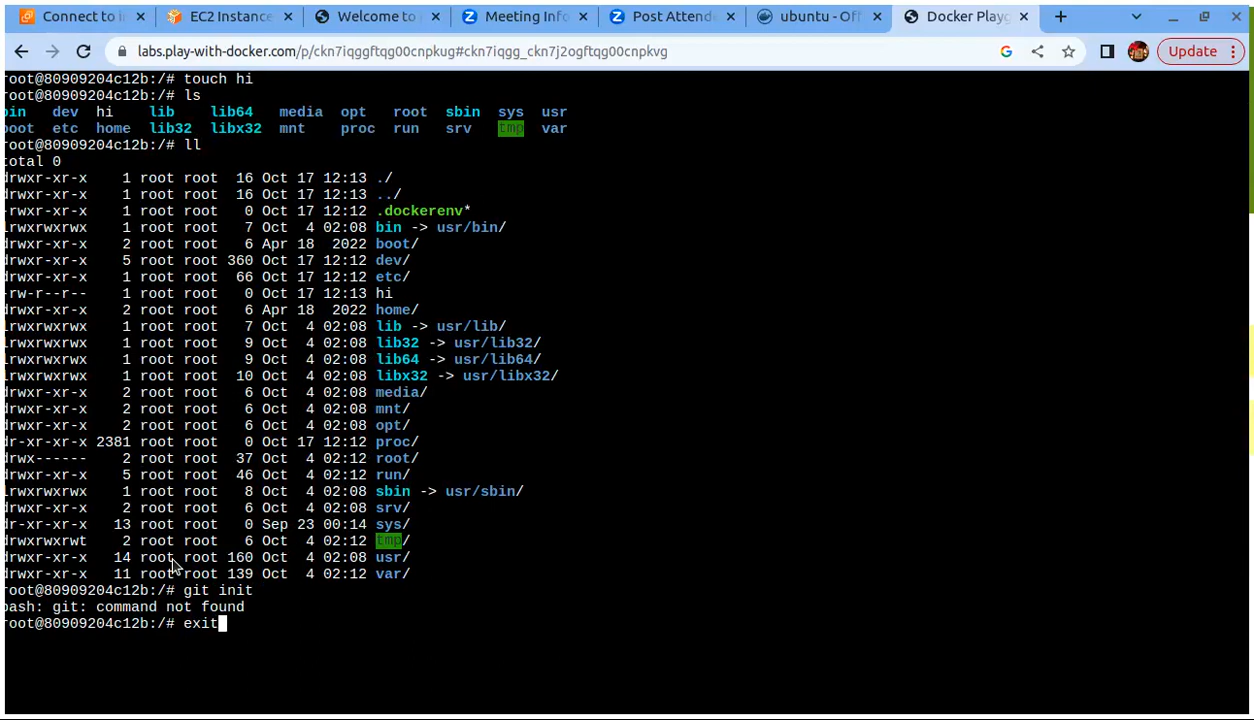 Connect to i
EC2 Instance
Welcome to
Meeting Info
Post Attende
ubuntu - Off
Docker Playg
labs.play-with-docker.com/p/ckn7iqggftqg00cnpkug#ckn7iqgg_ckn7j2ogftqg00cnpkvg
Update
root@80909204c12b:/# touch hi
root@80909204c12b:/# ls
bin dev hi lib lib64 media opt root sbin sys usr
boot etc home lib32 libx32 mnt proc run srv tmp var
root@80909204c12b:/# ll
total 0
drwxr-xr-x 1 root root 16 Oct 17 12:13 ./
drwxr-xr-x 1 root root 16 Oct 17 12:13 ../
-rwxr-xr-x 1 root root 0 Oct 17 12:12 .dockerenv*
lrwxrwxrwx 1 root root 7 Oct 4 02:08 bin -> usr/bin/
drwxr-xr-x 2 root root 6 Apr 18 2022 boot/
drwxr-xr-x 5 root root 360 Oct 17 12:12 dev/
drwxr-xr-x 1 root root 66 Oct 17 12:12 etc/
-rw-r--r-- 1 root root 0 Oct 17 12:13 hi
drwxr-xr-x 2 root root 6 Apr 18 2022 home/
lrwxrwxrwx 1 root root 7 Oct 4 02:08 lib -> usr/lib/
lrwxrwxrwx 1 root root 9 Oct 4 02:08 lib32 -> usr/lib32/
lrwxrwxrwx 1 root root 9 Oct 4 02:08 lib64 -> usr/lib64/
lrwxrwxrwx 1 root root 10 Oct 4 02:08 libx32 -> usr/libx32/
drwxr-xr-x 2 root root 6 Oct 4 02:08 media/
drwxr-xr-x 2 root root 6 Oct 4 02:08 mnt/
drwxr-xr-x 2 root root 6 Oct 4 02:08 opt/
dr-xr-xr-x 2381 root root 0 Oct 17 12:12 proc/
drwx------ 2 root root 37 Oct 4 02:12 root/
drwxr-xr-x 5 root root 46 Oct 4 02:12 run/
lrwxrwxrwx 1 root root 8 Oct 4 02:08 sbin -> usr/sbin/
drwxr-xr-x 2 root root 6 Oct 4 02:08 srv/
dr-xr-xr-x 13 root root 0 Sep 23 00:14 sys/
drwxrwxrwt 2 root root 6 Oct 4 02:12 tmp/
drwxr-xr-x 14 root root 160 Oct 4 02:08 usr/
drwxr-xr-x 11 root root 139 Oct 4 02:12 var/
root@80909204c12b:/# git init
bash: git: command not found
root@80909204c12b:/# exit